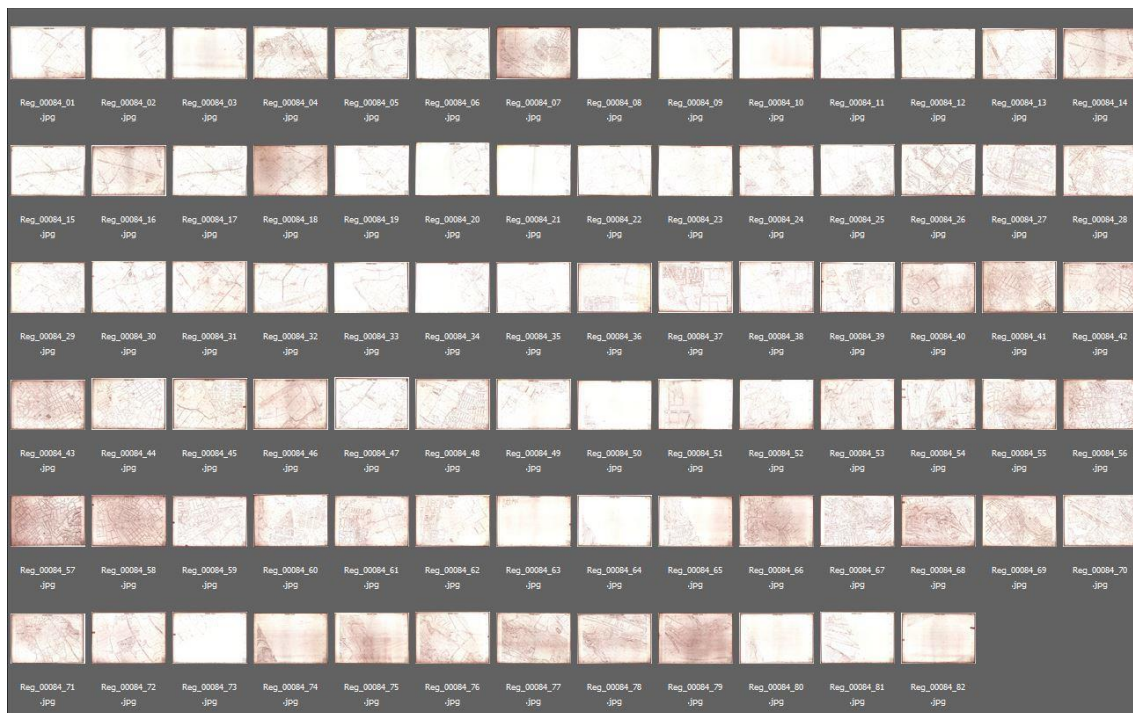 Reg_00084_01 Reg_00084_02 Reg_00084_03 Reg_00084_04 Reg_00084_05 Reg_00084_06 Reg_00084_07 Reg_00084_08 Reg_00084_09 Reg_00084_10 Reg_00084_11 Reg_00084_12 Reg_00084_13 Reg_00084_14
.jpg .jpg .jpg .jpg .jpg .jpg .jpg .jpg .jpg .jpg .jpg .jpg .jpg .jpg
Reg_00084_15 Reg_00084_16 Reg_00084_17 Reg_00084_18 Reg_00084_19 Reg_00084_20 Reg_00084_21 Reg_00084_22 Reg_00084_23 Reg_00084_24 Reg_00084_25 Reg_00084_26 Reg_00084_27 Reg_00084_28
.jpg .jpg .jpg .jpg .jpg .jpg .jpg .jpg .jpg .jpg .jpg .jpg .jpg .jpg
Reg_00084_29 Reg_00084_30 Reg_00084_31 Reg_00084_32 Reg_00084_33 Reg_00084_34 Reg_00084_35 Reg_00084_36 Reg_00084_37 Reg_00084_38 Reg_00084_39 Reg_00084_40 Reg_00084_41 Reg_00084_42
.jpg .jpg .jpg .jpg .jpg .jpg .jpg .jpg .jpg .jpg .jpg .jpg .jpg .jpg
Reg_00084_43 Reg_00084_44 Reg_00084_45 Reg_00084_46 Reg_00084_47 Reg_00084_48 Reg_00084_49 Reg_00084_50 Reg_00084_51 Reg_00084_52 Reg_00084_53 Reg_00084_54 Reg_00084_55 Reg_00084_56
.jpg .jpg .jpg .jpg .jpg .jpg .jpg .jpg .jpg .jpg .jpg .jpg .jpg .jpg
Reg_00084_57 Reg_00084_58 Reg_00084_59 Reg_00084_60 Reg_00084_61 Reg_00084_62 Reg_00084_63 Reg_00084_64 Reg_00084_65 Reg_00084_66 Reg_00084_67 Reg_00084_68 Reg_00084_69 Reg_00084_70
.jpg .jpg .jpg .jpg .jpg .jpg .jpg .jpg .jpg .jpg .jpg .jpg .jpg .jpg
Reg_00084_71 Reg_00084_72 Reg_00084_73 Reg_00084_74 Reg_00084_75 Reg_00084_76 Reg_00084_77 Reg_00084_78 Reg_00084_79 Reg_00084_80 Reg_00084_81 Reg_00084_82
.jpg .jpg .jpg .jpg .jpg .jpg .jpg .jpg .jpg .jpg .jpg .jpg